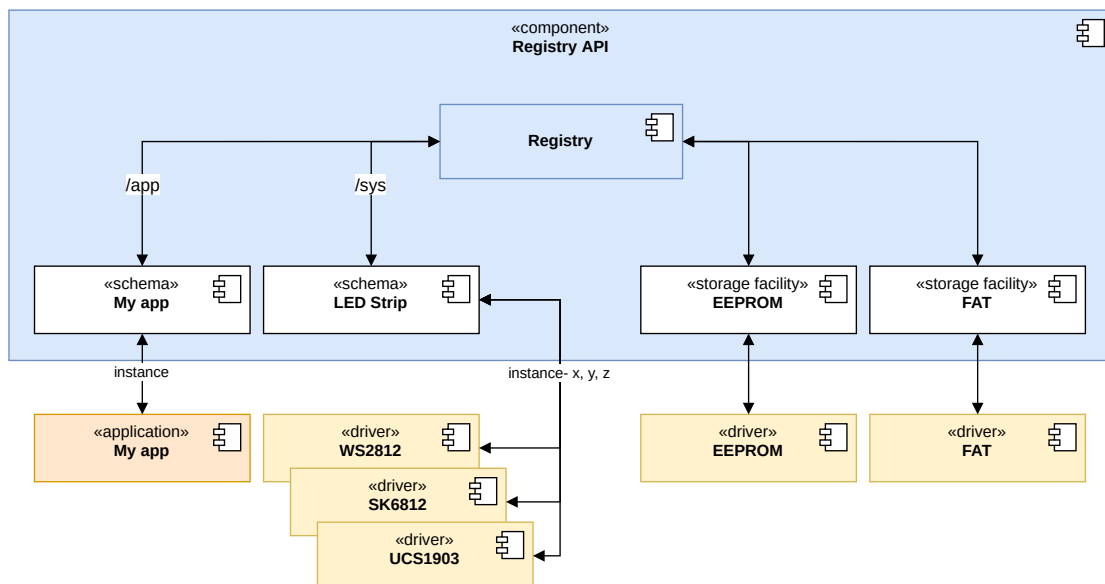 «component»
Registry API
Registry
/app
/sys
«schema»
My app
«schema»
LED Strip
«storage facility»
EEPROM
«storage facility»
FAT
instance
instance- x, y, z
«application»
My app
«driver»
WS2812
«driver»
EEPROM
«driver»
FAT
«driver»
SK6812
«driver»
UCS1903